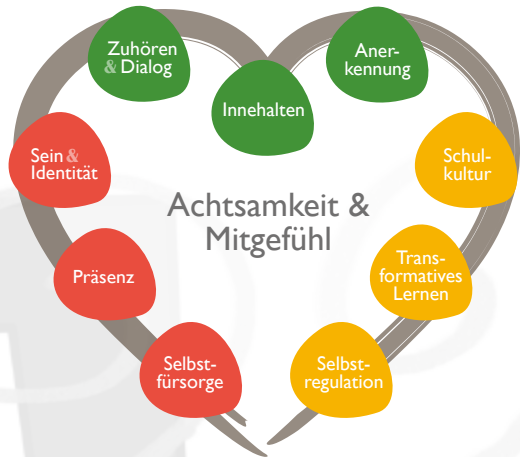 Zuhören
& Dialog
Innehalten
Aner-
kennung
Sein &
Identität
Schul-
kultur
Achtsamkeit &
Mitgefühl
Präsenz
Trans-
formatives
Lernen
Selbst-
fürsorge
Selbst-
regulation